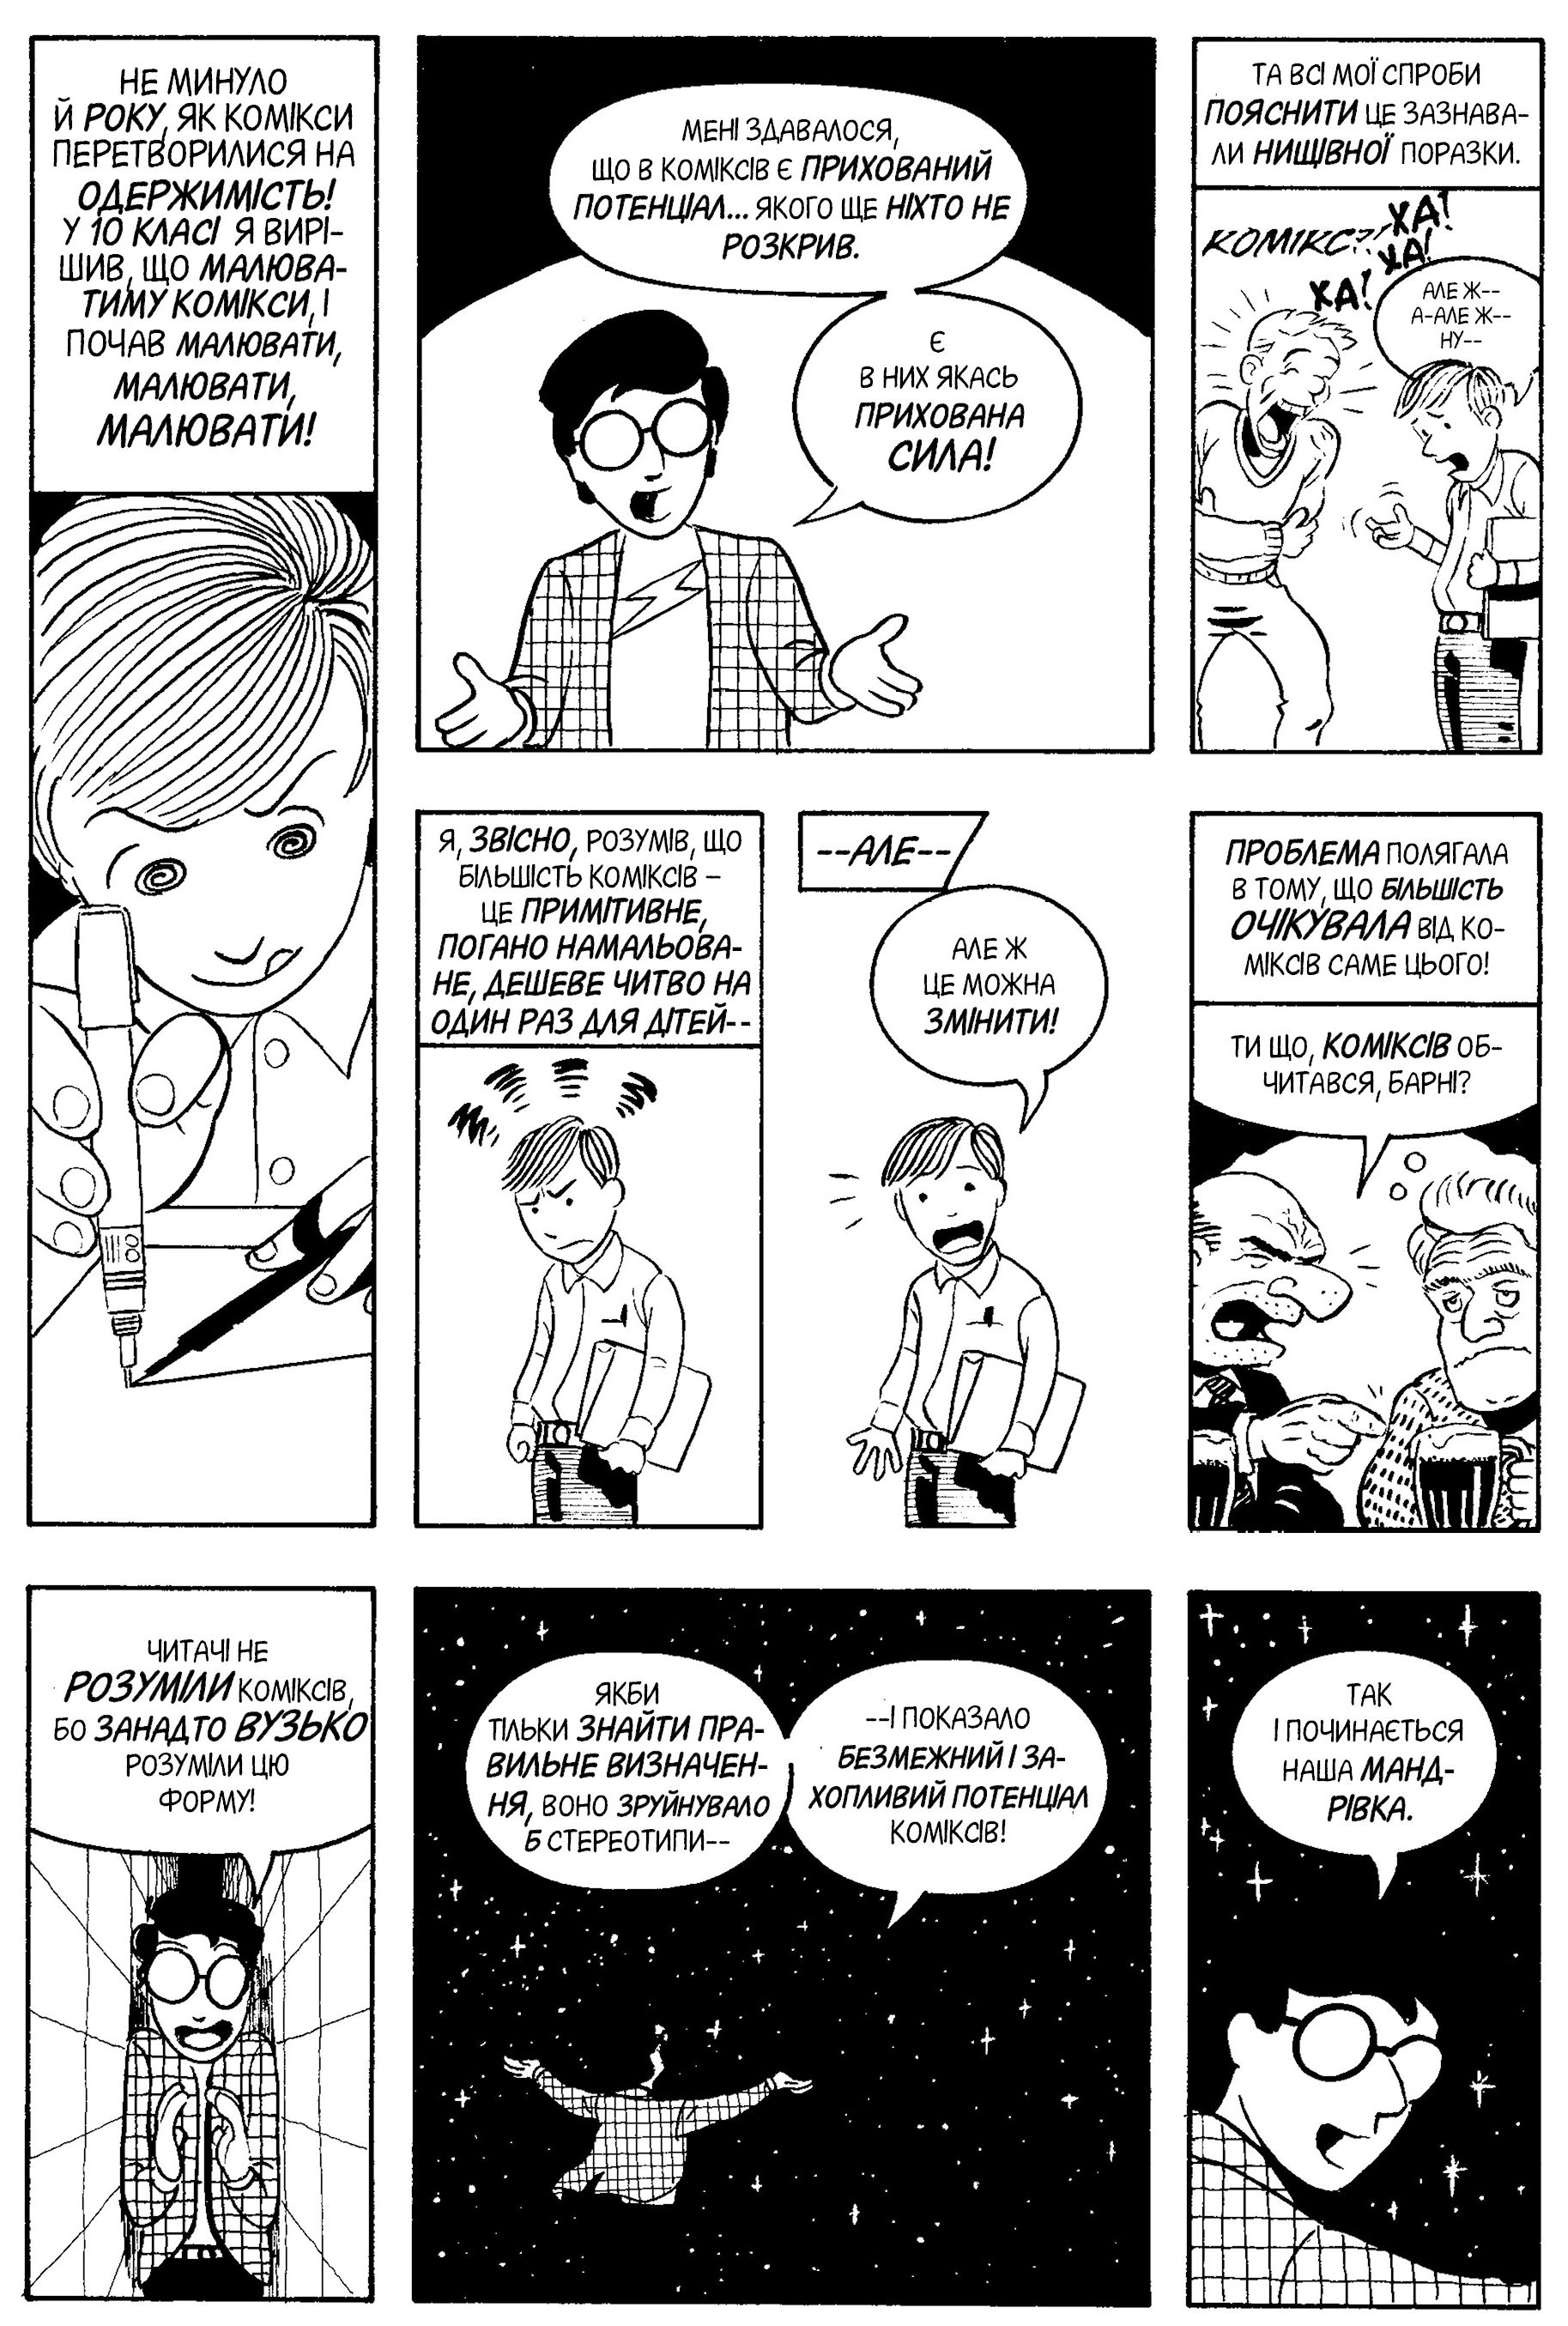 НЕ МИНУЛО
Й РОКУ, ЯК КОМІКСИ
ПЕРЕТВОРИЛИСЯ НА
ОДЕРЖИМІСТЬ!
У 10 КЛАСІ Я ВИРІ-
ШИВ, ЩО МАЛЮВА-
ТИМУ КОМІКСИ, І
ПОЧАВ МАЛЮВАТИ,
МАЛЮВАТИ,
МАЛЮВАТИ!
МЕНІ ЗДАВАЛОСЯ,
ЩО В КОМІКСІВ Є ПРИХОВАНИЙ
ПОТЕНЦІАЛ... ЯКОГО ЩЕ НІХТО НЕ
РОЗКРИВ.
Є
В НИХ ЯКАСЬ
ПРИХОВАНА
СИЛА!
ТА ВСІ МОЇ СПРОБИ
ПОЯСНИТИ ЦЕ ЗАЗНАВА-
ЛИ НИЩІВНОЇ ПОРАЗКИ.
КОМІКС?!
ХА!
ХА!
ХА!
АЛЕ Ж--
А-АЛЕ Ж--
НУ--
Я, ЗВІСНО, РОЗУМІВ, ЩО
БІЛЬШІСТЬ КОМІКСІВ –
ЦЕ ПРИМІТИВНЕ,
ПОГАНО НАМАЛЬОВА-
НЕ, ДЕШЕВЕ ЧИТВО НА
ОДИН РАЗ ДЛЯ ДІТЕЙ--
--АЛЕ--
АЛЕ Ж
ЦЕ МОЖНА
ЗМІНИТИ!
ПРОБЛЕМА ПОЛЯГАЛА
В ТОМУ, ЩО БІЛЬШІСТЬ
ОЧІКУВАЛА ВІД КО-
МІКСІВ САМЕ ЦЬОГО!
ТИ ЩО, КОМІКСІВ ОБ-
ЧИТАВСЯ, БАРНІ?
ЧИТАЧІ НЕ
РОЗУМІЛИ КОМІКСІВ,
БО ЗАНАДТО ВУЗЬКО
РОЗУМІЛИ ЦЮ
ФОРМУ!
ЯКБИ
ТІЛЬКИ ЗНАЙТИ ПРА-
ВИЛЬНЕ ВИЗНАЧЕН-
НЯ, ВОНО ЗРУЙНУВАЛО
Б СТЕРЕОТИПИ--
--І ПОКАЗАЛО
БЕЗМЕЖНИЙ І ЗА-
ХОПЛИВИЙ ПОТЕНЦІАЛ
КОМІКСІВ!
ТАК
І ПОЧИНАЄТЬСЯ
НАША МАНД-
РІВКА.